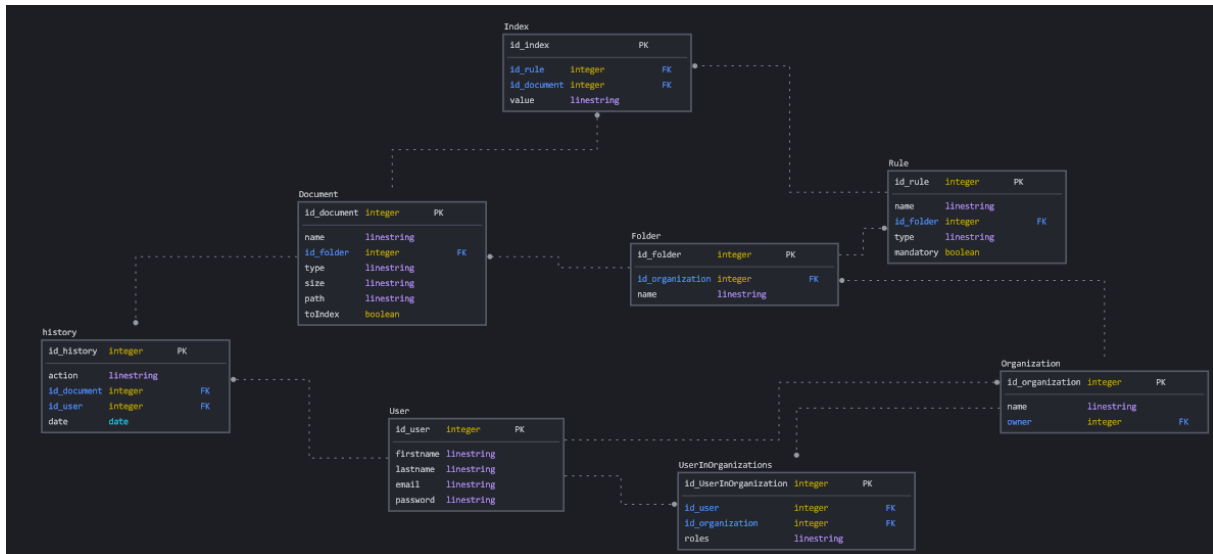 Index
id_index PK
id_rule integer FK
id_document integer FK
value linestring
Rule
id_rule integer PK
name linestring
id_folder integer FK
type linestring
mandatory boolean
Document
id_document integer PK
name linestring
id_folder integer FK
type linestring
size linestring
path linestring
toIndex boolean
Folder
id_folder integer PK
id_organization integer FK
name linestring
history
id_history integer PK
action linestring
id_document integer FK
id_user integer FK
date date
Organization
id_organization integer PK
name linestring
owner integer FK
User
id_user integer PK
firstname linestring
lastname linestring
email linestring
password linestring
UserInOrganizations
id_UserInOrganization integer PK
id_user integer FK
id_organization integer FK
roles linestring